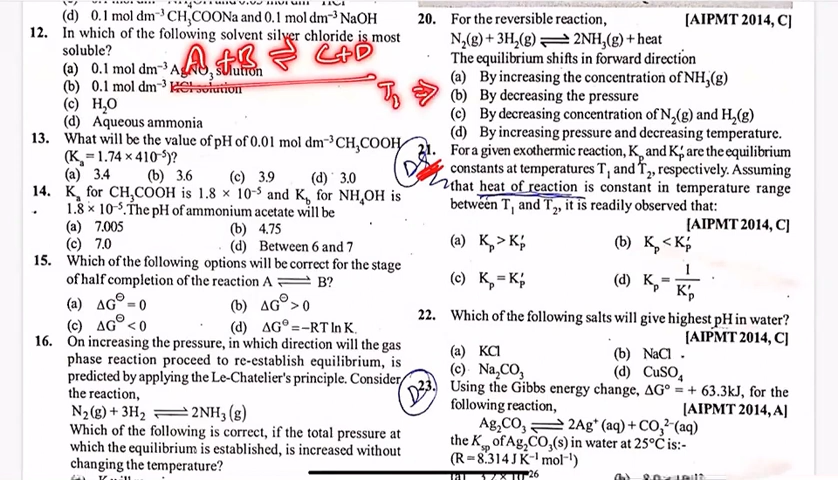 (d) 0.1 mol dm⁻³ CH₃COONa and 0.1 mol dm⁻³ NaOH
12. In which of the following solvent silver chloride is most
soluble?
A + B ⇌ C + D
(a) 0.1 mol dm⁻³ AgNO₃ solution
(b) 0.1 mol dm⁻³ HCl solution
T₁ ⇒
(c) H₂O
(d) Aqueous ammonia
13. What will be the value of pH of 0.01 mol dm⁻³ CH₃COOH
(Kₐ = 1.74 × 410⁻⁵)?
(a) 3.4 (b) 3.6 (c) 3.9 (d) 3.0
14. Kₐ for CH₃COOH is 1.8 × 10⁻⁵ and K_b for NH₄OH is
1.8 × 10⁻⁵. The pH of ammonium acetate will be
(a) 7.005 (b) 4.75
(c) 7.0 (d) Between 6 and 7
15. Which of the following options will be correct for the stage
of half completion of the reaction A ⇌ B?
(a) ΔG⊖ = 0 (b) ΔG⊖ > 0
(c) ΔG⊖ < 0 (d) ΔG⊖ = –RT ln K
16. On increasing the pressure, in which direction will the gas
phase reaction proceed to re-establish equilibrium, is
predicted by applying the Le-Chatelier's principle. Consider
the reaction,
N₂(g) + 3H₂ ⇌ 2NH₃(g)
Which of the following is correct, if the total pressure at
which the equilibrium is established, is increased without
changing the temperature?
20. For the reversible reaction, [AIPMT 2014, C]
N₂(g) + 3H₂(g) ⇌ 2NH₃(g) + heat
The equilibrium shifts in forward direction
(a) By increasing the concentration of NH₃(g)
(b) By decreasing the pressure
(c) By decreasing concentration of N₂(g) and H₂(g)
(d) By increasing pressure and decreasing temperature.
21. For a given exothermic reaction, Kₚ and K′ₚ are the equilibrium
constants at temperatures T₁ and T₂, respectively. Assuming
that heat of reaction is constant in temperature range
between T₁ and T₂, it is readily observed that:
[AIPMT 2014, C]
(a) Kₚ > K′ₚ (b) Kₚ < K′ₚ
(c) Kₚ = K′ₚ (d) Kₚ = 1/K′ₚ
22. Which of the following salts will give highest pH in water?
[AIPMT 2014, C]
(a) KCl (b) NaCl
(c) Na₂CO₃ (d) CuSO₄
23. Using the Gibbs energy change, ΔG° = + 63.3kJ, for the
following reaction, [AIPMT 2014, A]
Ag₂CO₃ ⇌ 2Ag⁺ (aq) + CO₃²⁻(aq)
the Kₛₚ of Ag₂CO₃(s) in water at 25°C is:-
(R = 8.314 J K⁻¹ mol⁻¹)